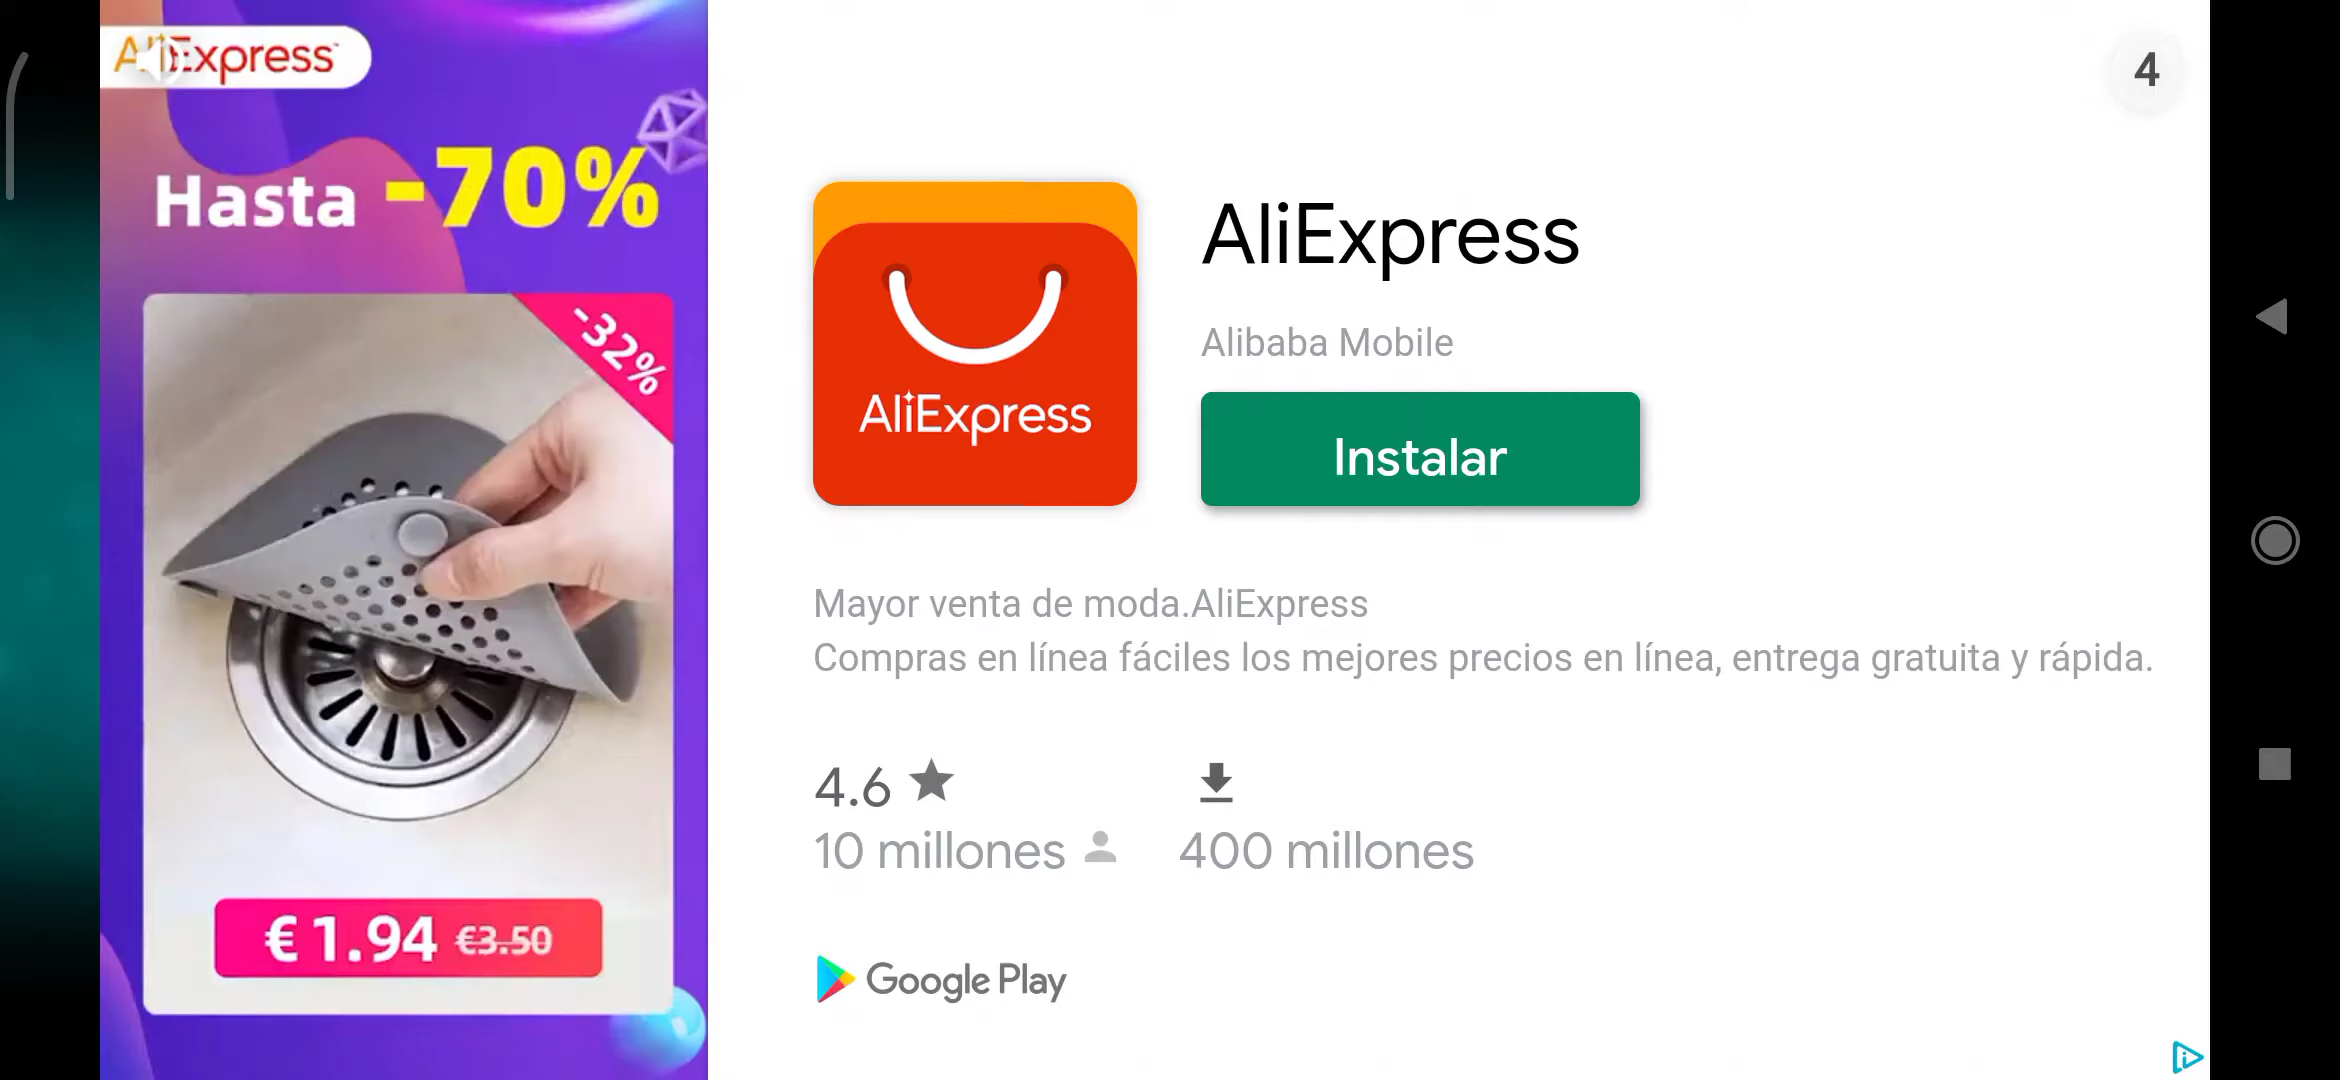 AliExpress
Hasta -70%
-32%
€ 1.94 €3.50
4
AliExpress
AliExpress
Alibaba Mobile
Instalar
Mayor venta de moda.AliExpress
Compras en línea fáciles los mejores precios en línea, entrega gratuita y rápida.
4.6
10 millones
400 millones
Google Play